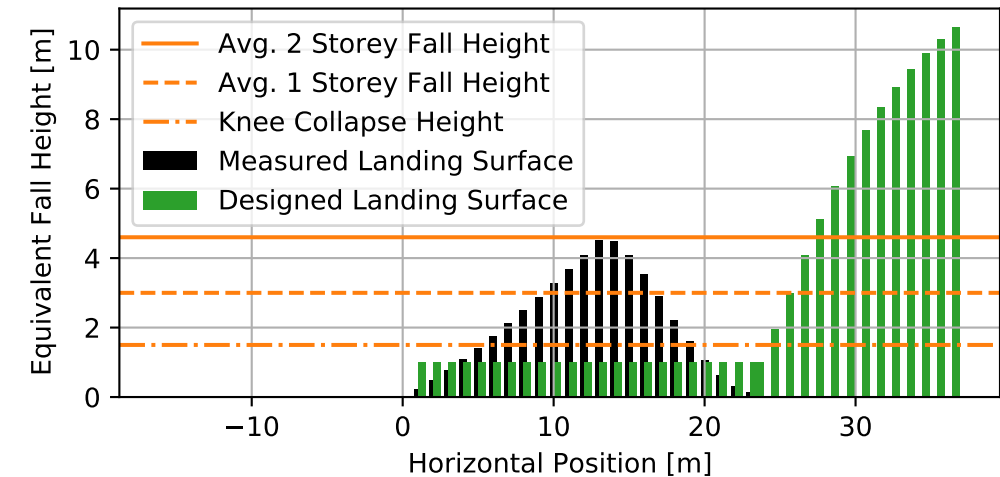 Equivalent Fall Height [m]
10
8
6
4
2
0
Avg. 2 Storey Fall Height
Avg. 1 Storey Fall Height
Knee Collapse Height
Measured Landing Surface
Designed Landing Surface
−10 0 10 20 30
Horizontal Position [m]